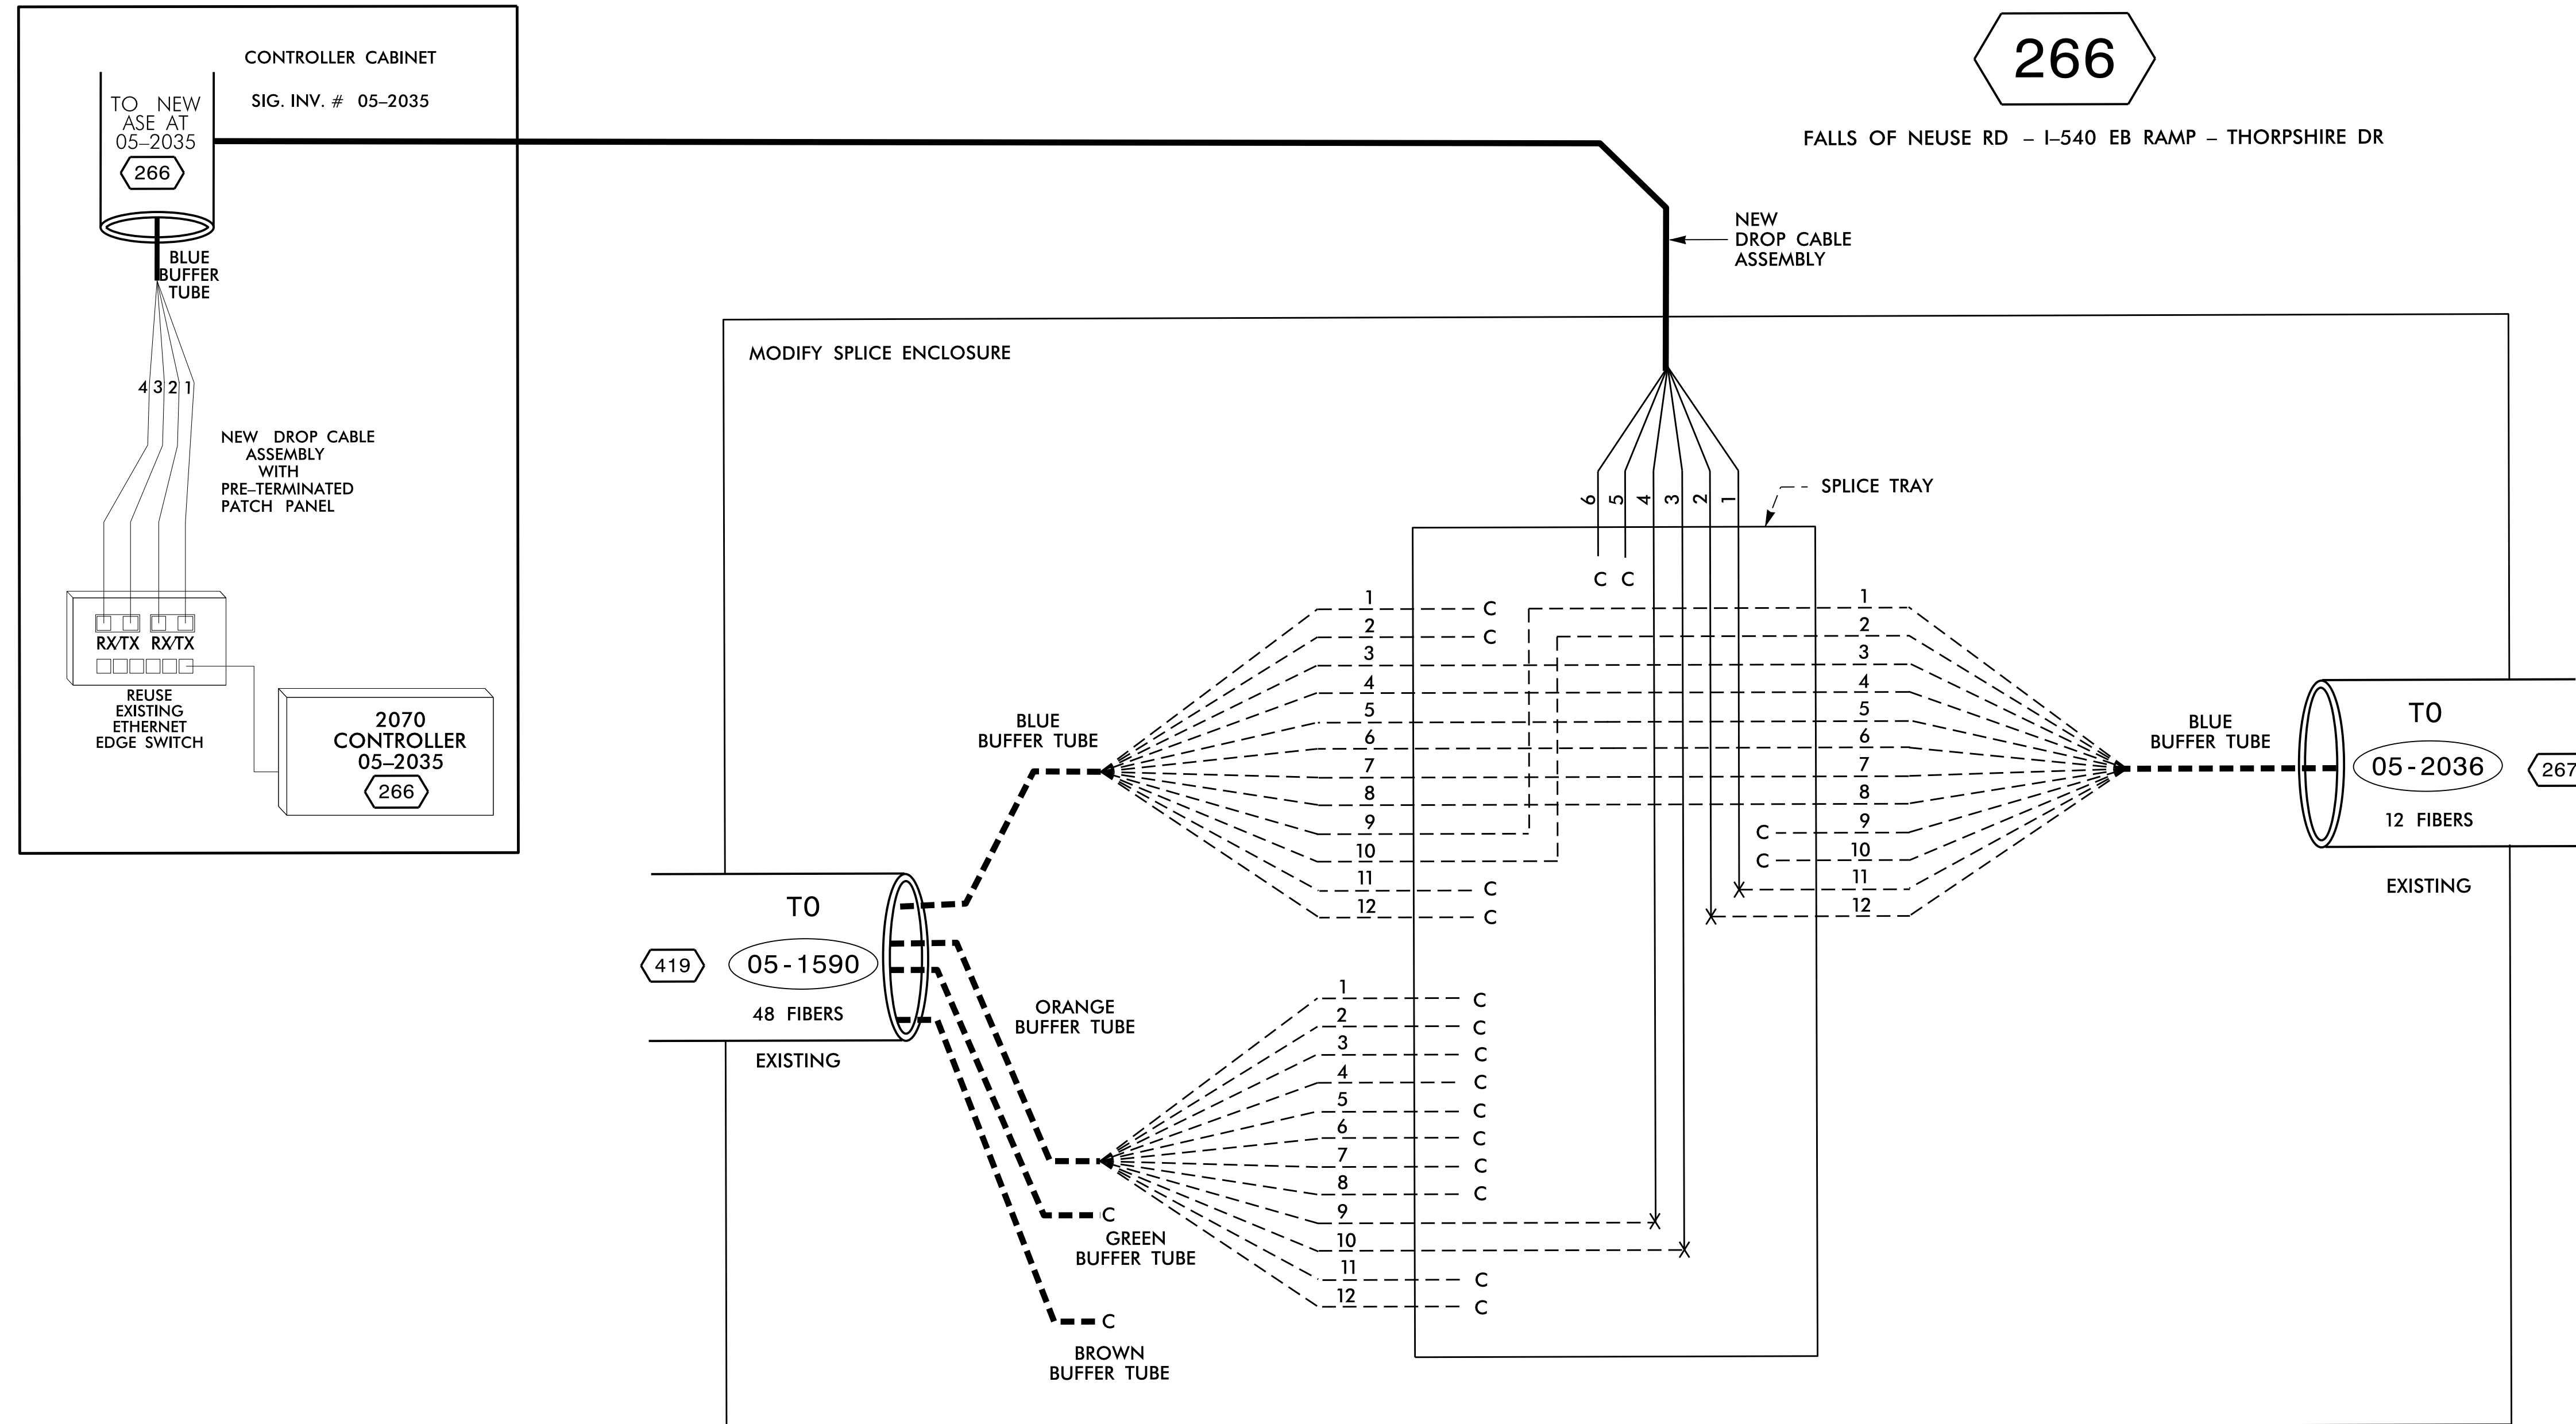 CONTROLLER CABINET
SIG. INV. # 05–2035
TO NEW
ASE AT
05–2035
266
BLUE
BUFFER
TUBE
4 3 2 1
NEW DROP CABLE
ASSEMBLY
WITH
PRE–TERMINATED
PATCH PANEL
RX/TX RX/TX
REUSE
EXISTING
ETHERNET
EDGE SWITCH
2070
CONTROLLER
05–2035
266
266
FALLS OF NEUSE RD – I–540 EB RAMP – THORPSHIRE DR
NEW
DROP CABLE
ASSEMBLY
MODIFY SPLICE ENCLOSURE
6 5 4 3 2 1
SPLICE TRAY
C C
BLUE
BUFFER TUBE
1 C
2 C
3
4
5
6
7
8
9
10
11 C
12 C
1
2
3
4
5
6
7
8
C 9
C 10
11
12
BLUE
BUFFER TUBE
TO
05-2036
267
12 FIBERS
EXISTING
TO
419
05-1590
48 FIBERS
EXISTING
ORANGE
BUFFER TUBE
1 C
2 C
3 C
4 C
5 C
6 C
7 C
8 C
9
10
11 C
12 C
C
GREEN
BUFFER TUBE
C
BROWN
BUFFER TUBE